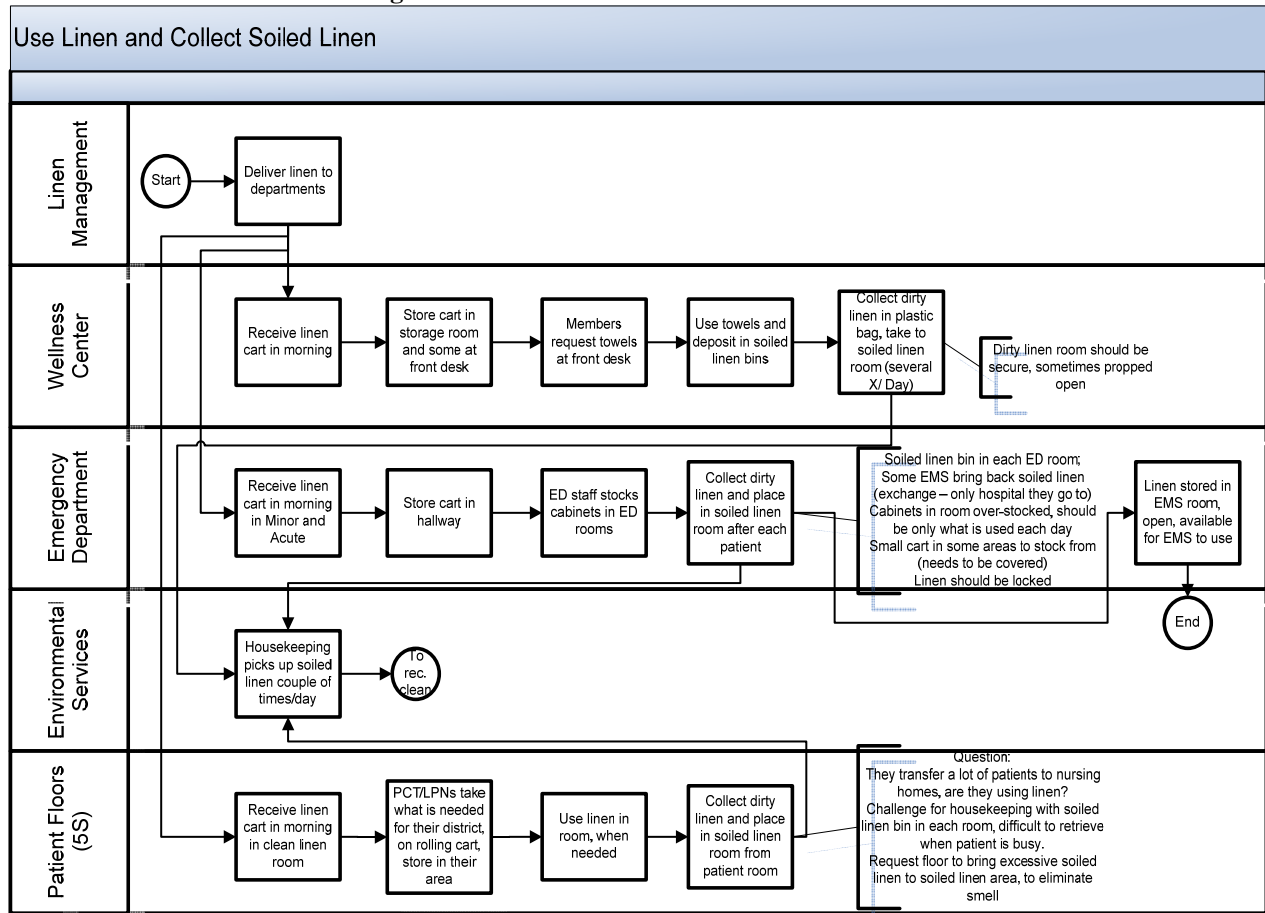 Use Linen and Collect Soiled Linen
Linen
Management
Start
Deliver linen to
departments
Wellness
Center
Receive linen
cart in morning
Store cart in
storage room
and some at
front desk
Members
request towels
at front desk
Use towels and
deposit in soiled
linen bins
Collect dirty
linen in plastic
bag, take to
soiled linen
room (several
X/ Day)
Dirty linen room should be
secure, sometimes propped
open
Emergency
Department
Receive linen
cart in morning
in Minor and
Acute
Store cart in
hallway
ED staff stocks
cabinets in ED
rooms
Collect dirty
linen and place
in soiled linen
room after each
patient
Soiled linen bin in each ED room;
Some EMS bring back soiled linen
(exchange – only hospital they go to)
Cabinets in room over-stocked, should
be only what is used each day
Small cart in some areas to stock from
(needs to be covered)
Linen should be locked
Linen stored in
EMS room,
open, available
for EMS to use
End
Environmental
Services
Housekeeping
picks up soiled
linen couple of
times/day
To
rec.
clean
Patient Floors
(5S)
Receive linen
cart in morning
in clean linen
room
PCT/LPNs take
what is needed
for their district,
on rolling cart,
store in their
area
Use linen in
room, when
needed
Collect dirty
linen and place
in soiled linen
room from
patient room
Question:
They transfer a lot of patients to nursing
homes, are they using linen?
Challenge for housekeeping with soiled
linen bin in each room, difficult to retrieve
when patient is busy.
Request floor to bring excessive soiled
linen to soiled linen area, to eliminate
smell